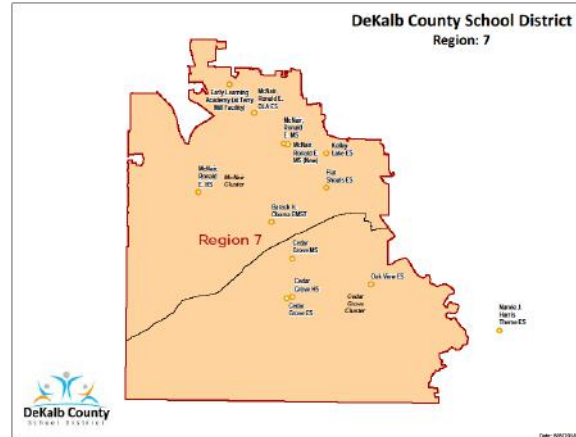 DeKalb County School District
Region: 7
Early Learning
Academy (at Terry
Mill Facility)
McNair,
Ronald E.,
DLA ES
McNair,
Ronald
E. MS
McNair,
Ronald E.
MS (New)
Kelley
Lake ES
Flat
Shoals ES
McNair,
Ronald
E. HS
McNair
Cluster
Barack H.
Obama EMST
Region 7
Cedar
Grove MS
Oak View ES
Cedar
Grove HS
Cedar
Grove ES
Cedar
Grove
Cluster
Narvie J.
Harris
Theme ES
DeKalb County
School District